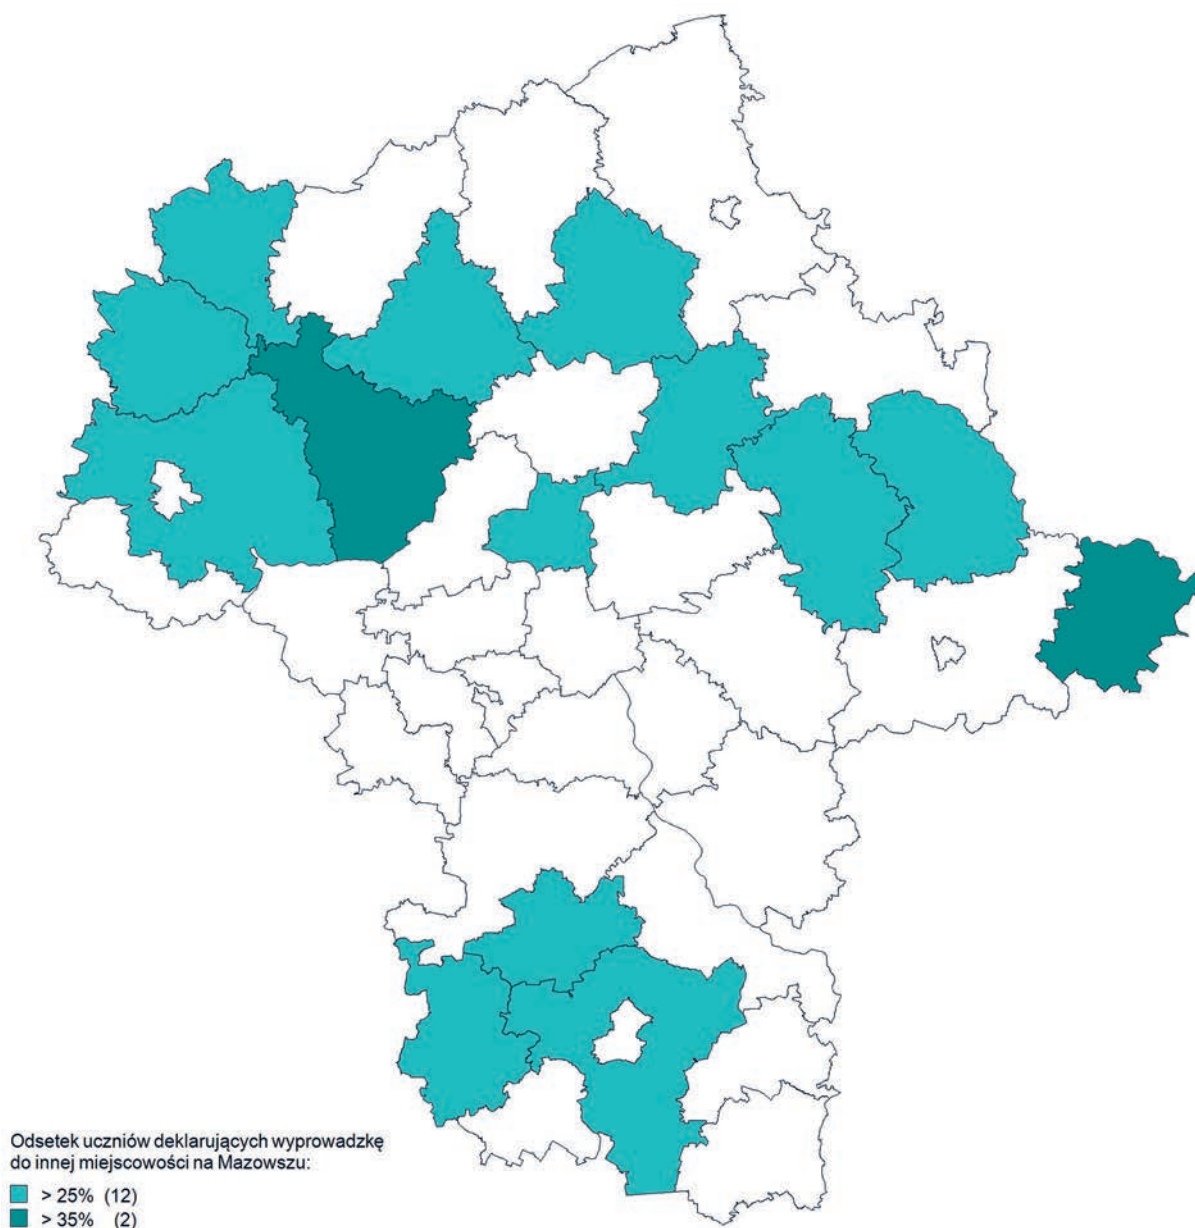 Odsetek uczniów deklarujących wyprowadzkę
do innej miejscowości na Mazowszu:
> 25% (12)
> 35% (2)